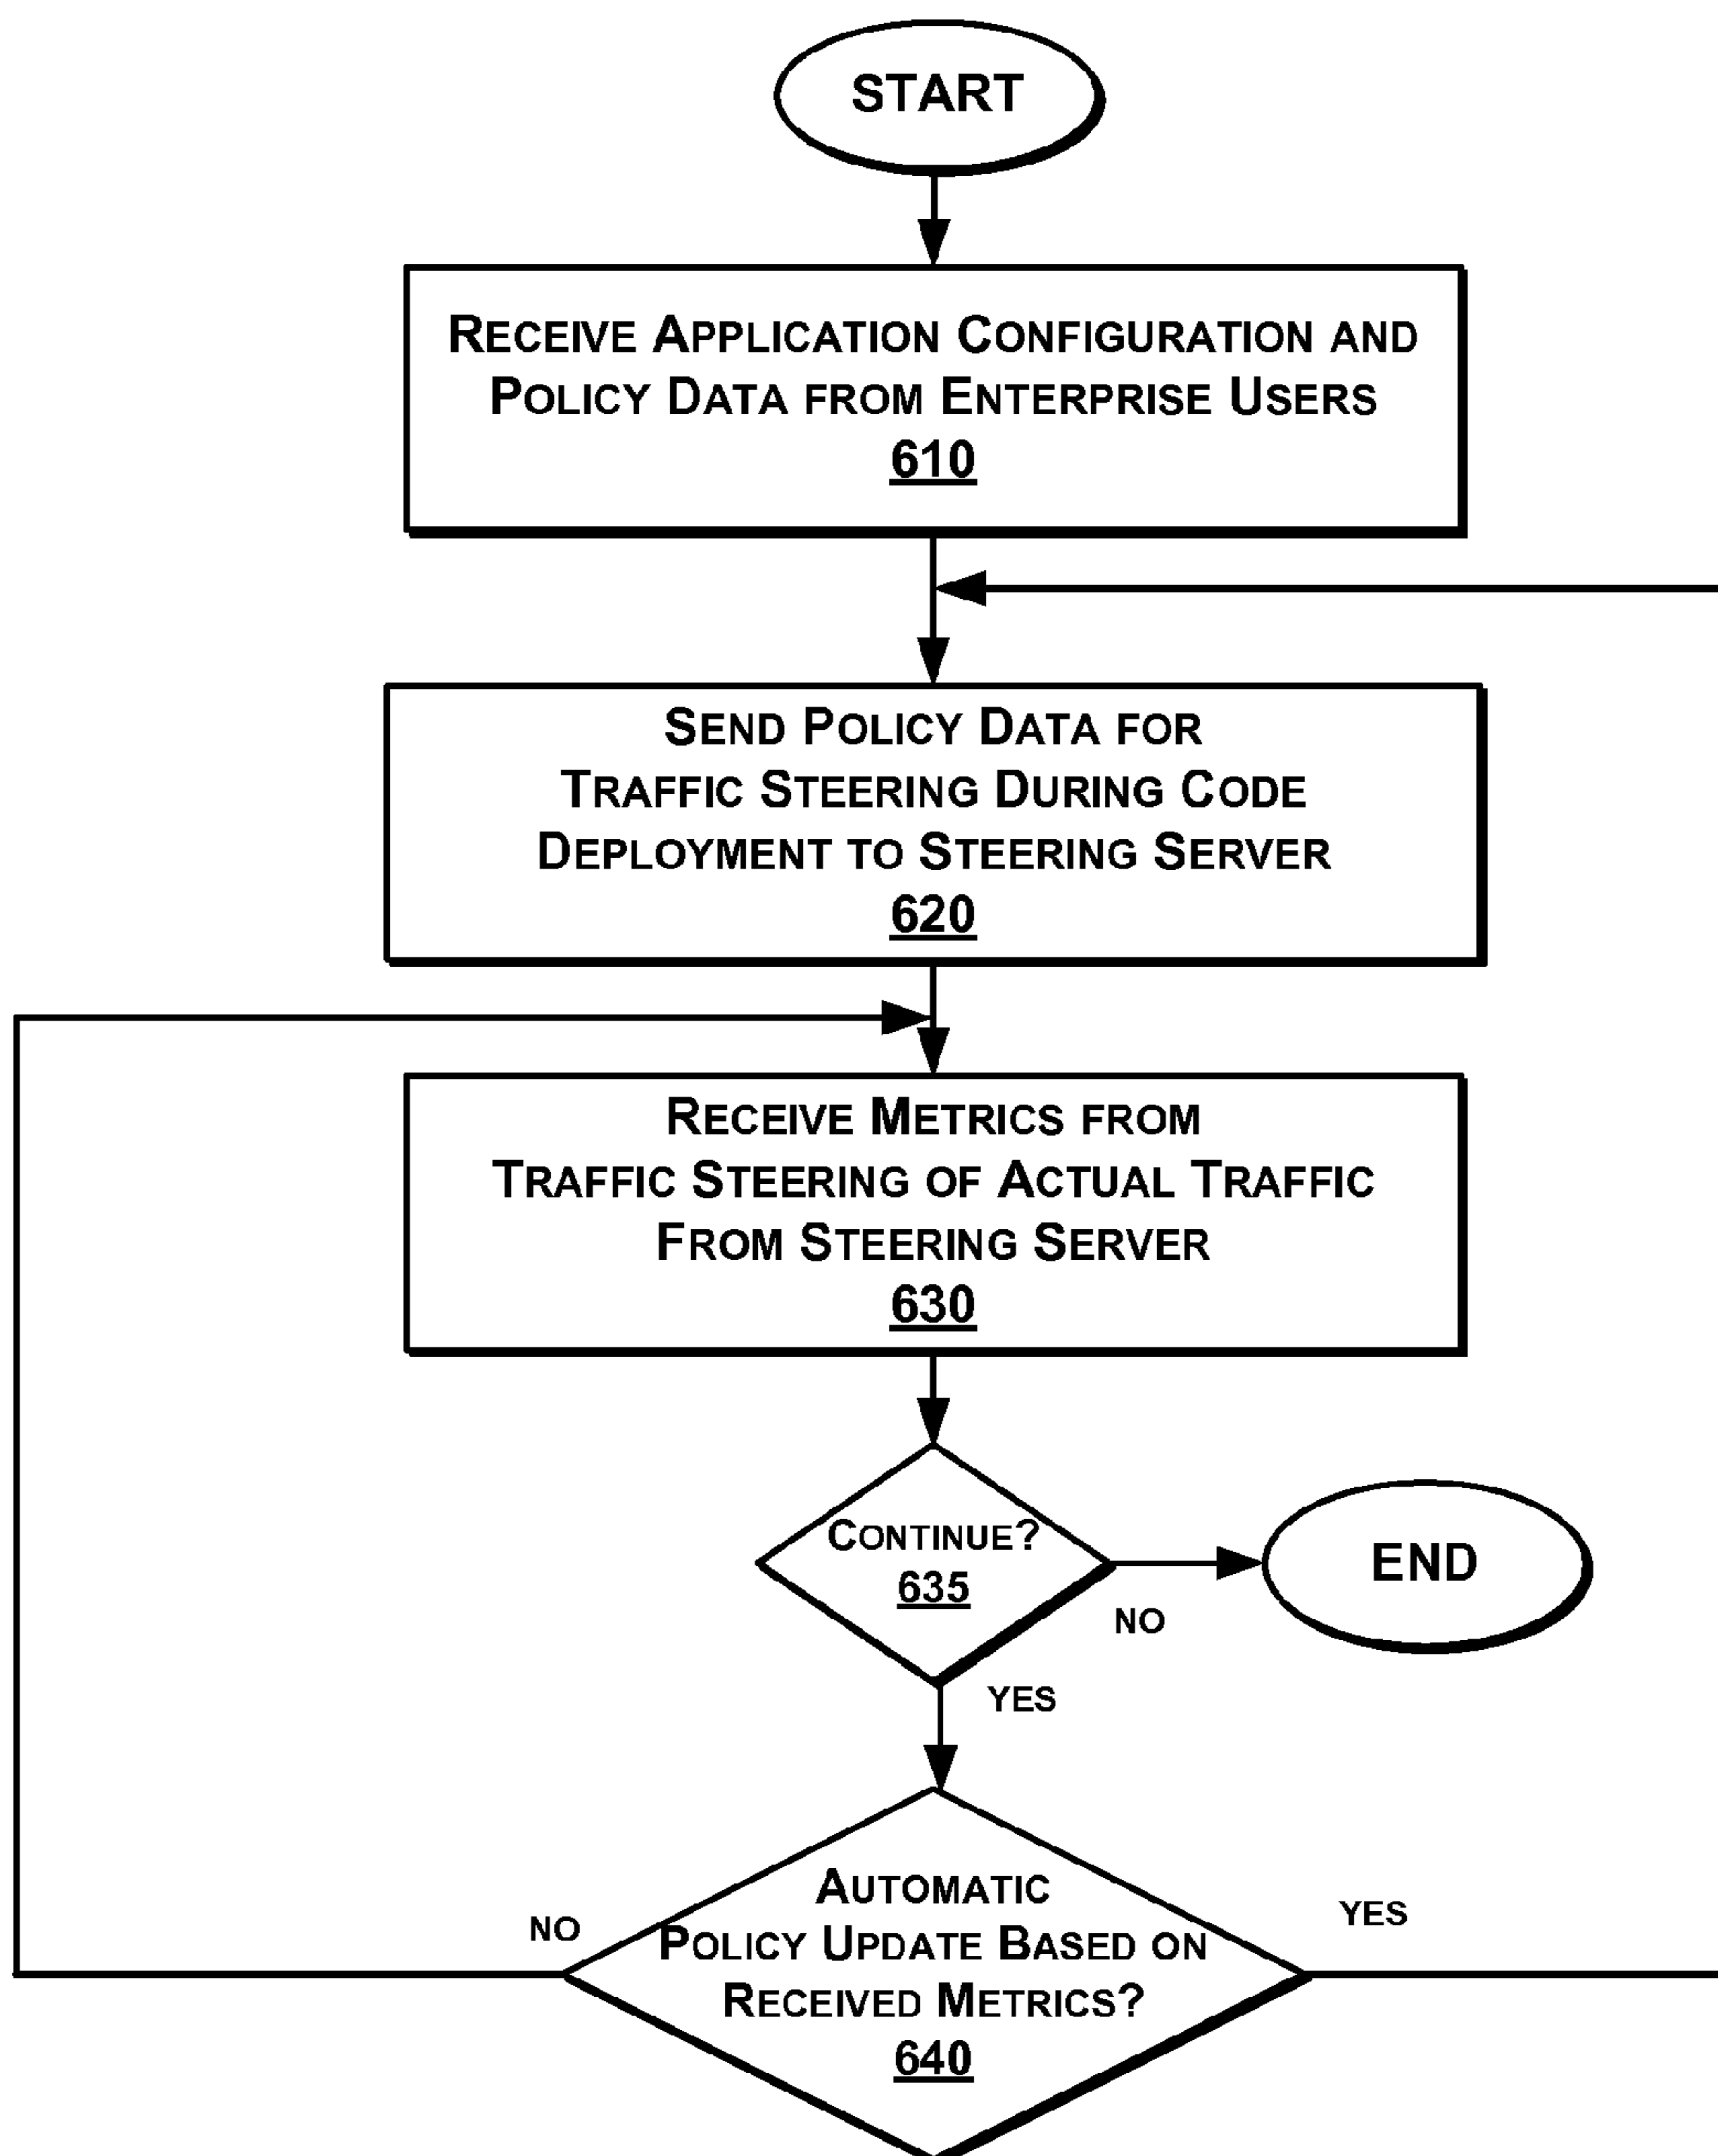 START
RECEIVE APPLICATION CONFIGURATION AND
POLICY DATA FROM ENTERPRISE USERS
610
SEND POLICY DATA FOR
TRAFFIC STEERING DURING CODE
DEPLOYMENT TO STEERING SERVER
620
RECEIVE METRICS FROM
TRAFFIC STEERING OF ACTUAL TRAFFIC
FROM STEERING SERVER
630
CONTINUE?
635
END
NO
YES
AUTOMATIC
NO
YES
POLICY UPDATE BASED ON
RECEIVED METRICS?
640